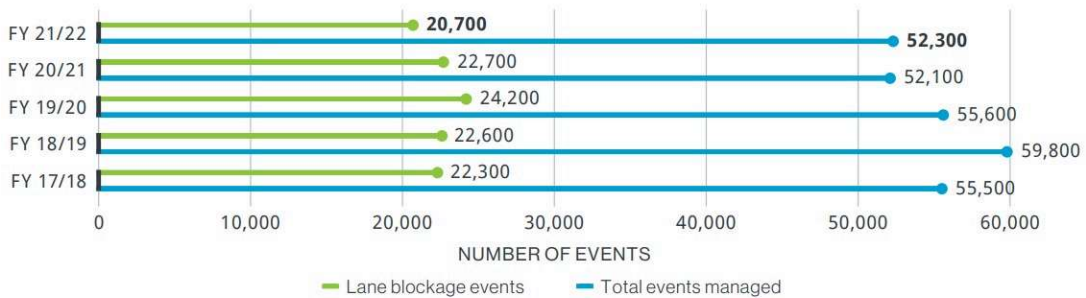 FY 21/22
20,700
52,300
FY 20/21
22,700
52,100
FY 19/20
24,200
55,600
FY 18/19
22,600
59,800
FY 17/18
22,300
55,500
0 10,000 20,000 30,000 40,000 50,000 60,000
NUMBER OF EVENTS
Lane blockage events Total events managed